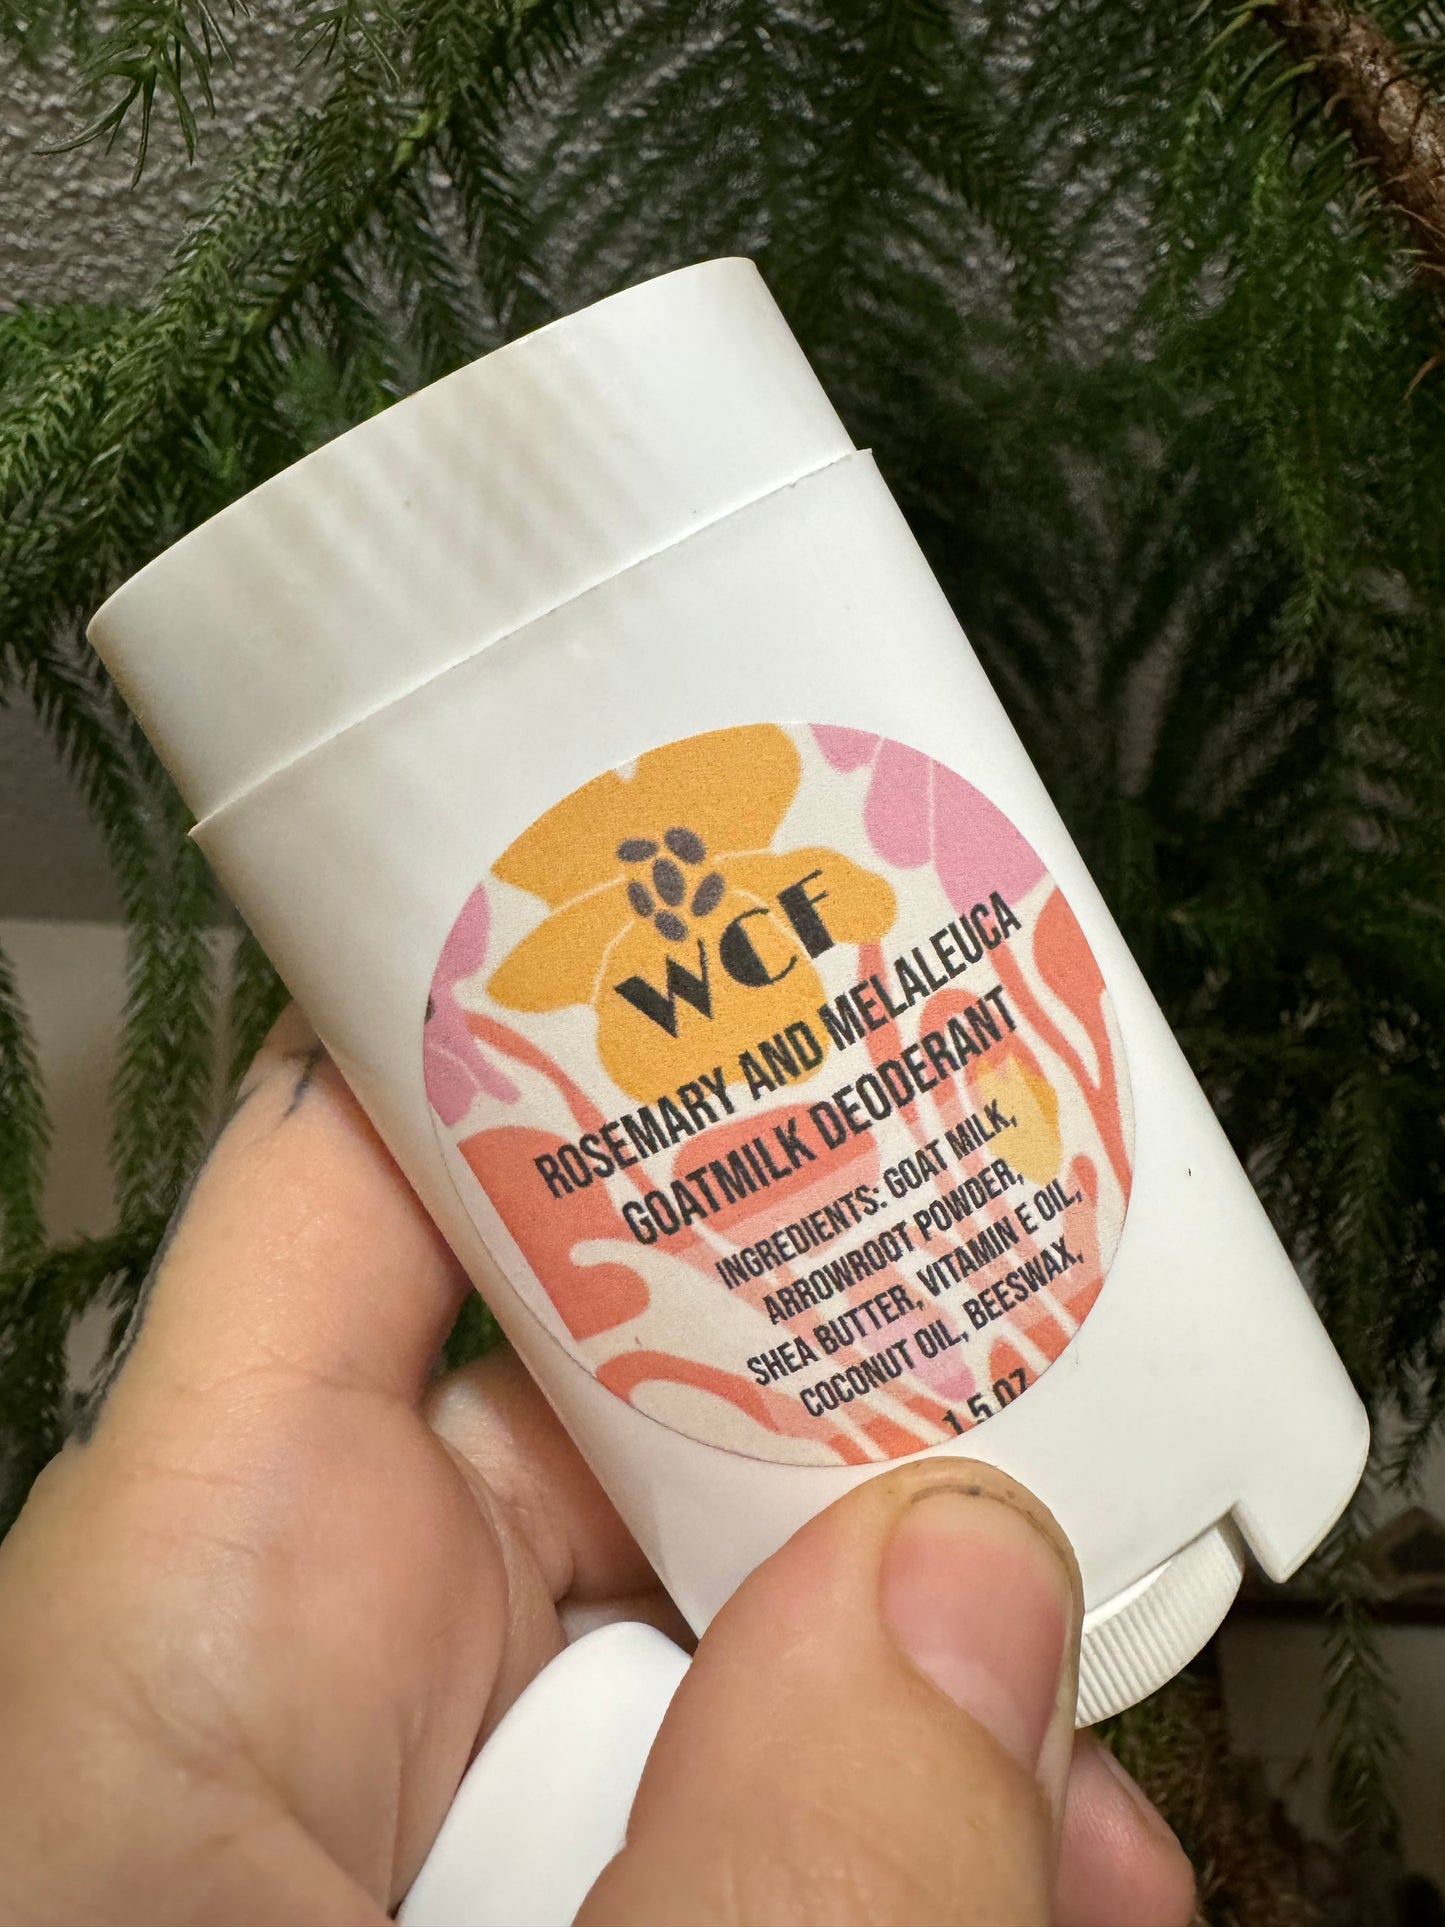 WCF
ROSEMARY AND MELALEUCA
GOATMILK DEODERANT
INGREDIENTS: GOAT MILK,
ARROWROOT POWDER,
SHEA BUTTER, VITAMIN E OIL,
COCONUT OIL, BEESWAX,
1.5 OZ